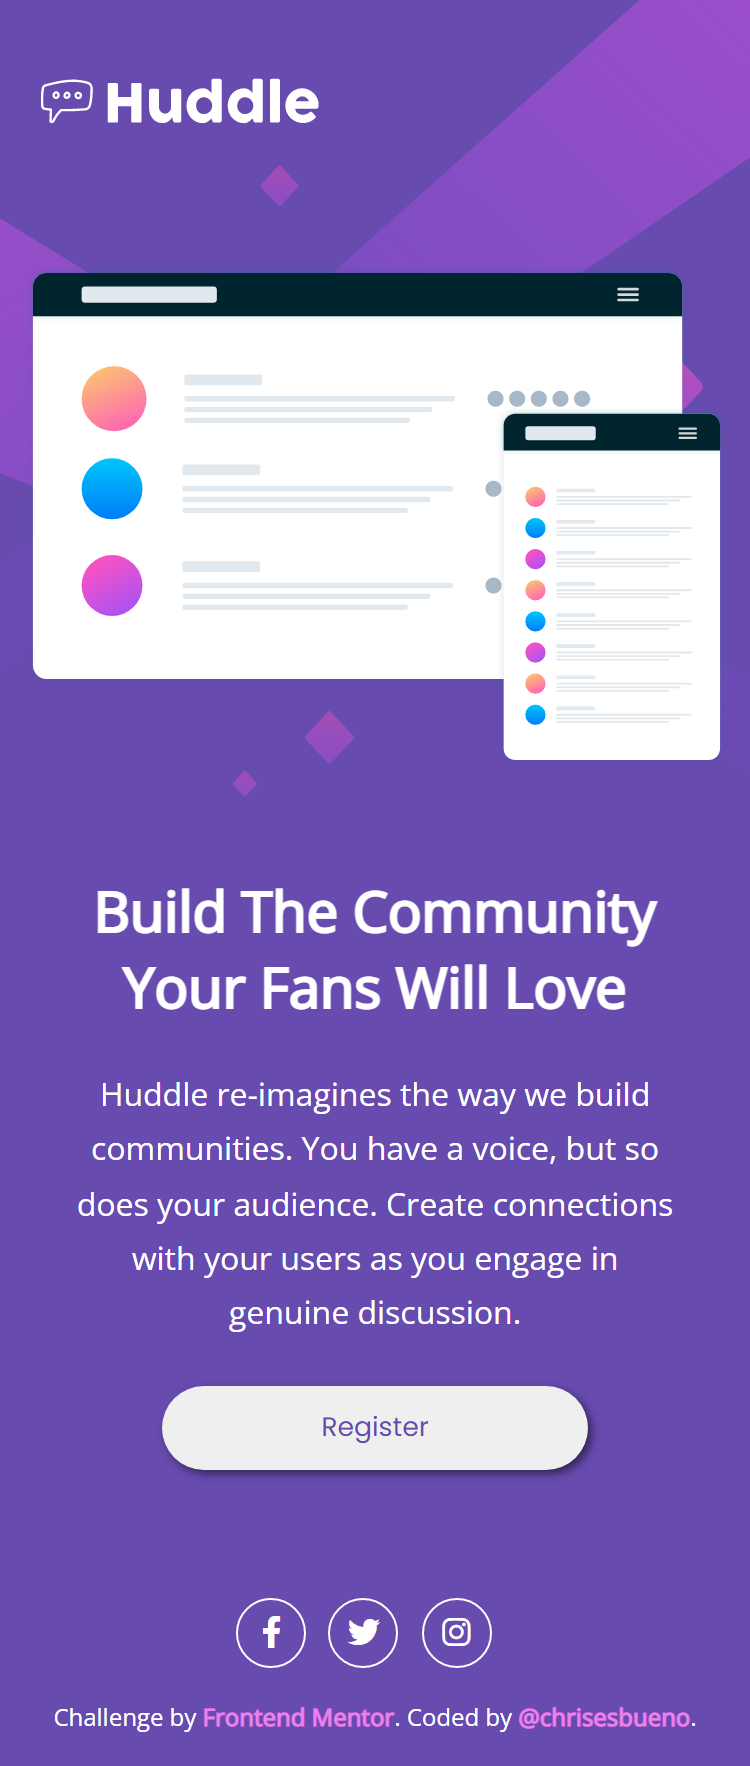 Huddle
Build The Community
Your Fans Will Love
Huddle re-imagines the way we build
communities. You have a voice, but so
does your audience. Create connections
with your users as you engage in
genuine discussion.
Register
Challenge by Frontend Mentor. Coded by @chrisesbueno.